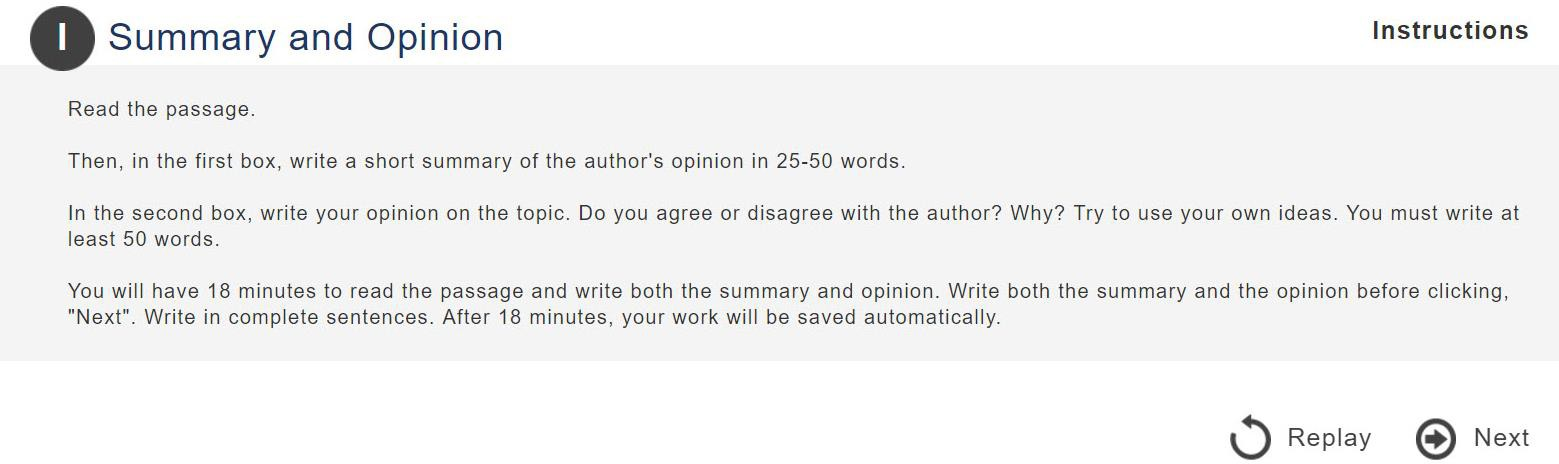 I Summary and Opinion
Instructions
Read the passage.
Then, in the first box, write a short summary of the author's opinion in 25-50 words.
In the second box, write your opinion on the topic. Do you agree or disagree with the author? Why? Try to use your own ideas. You must write at
least 50 words.
You will have 18 minutes to read the passage and write both the summary and opinion. Write both the summary and the opinion before clicking,
"Next". Write in complete sentences. After 18 minutes, your work will be saved automatically.
Replay
Next